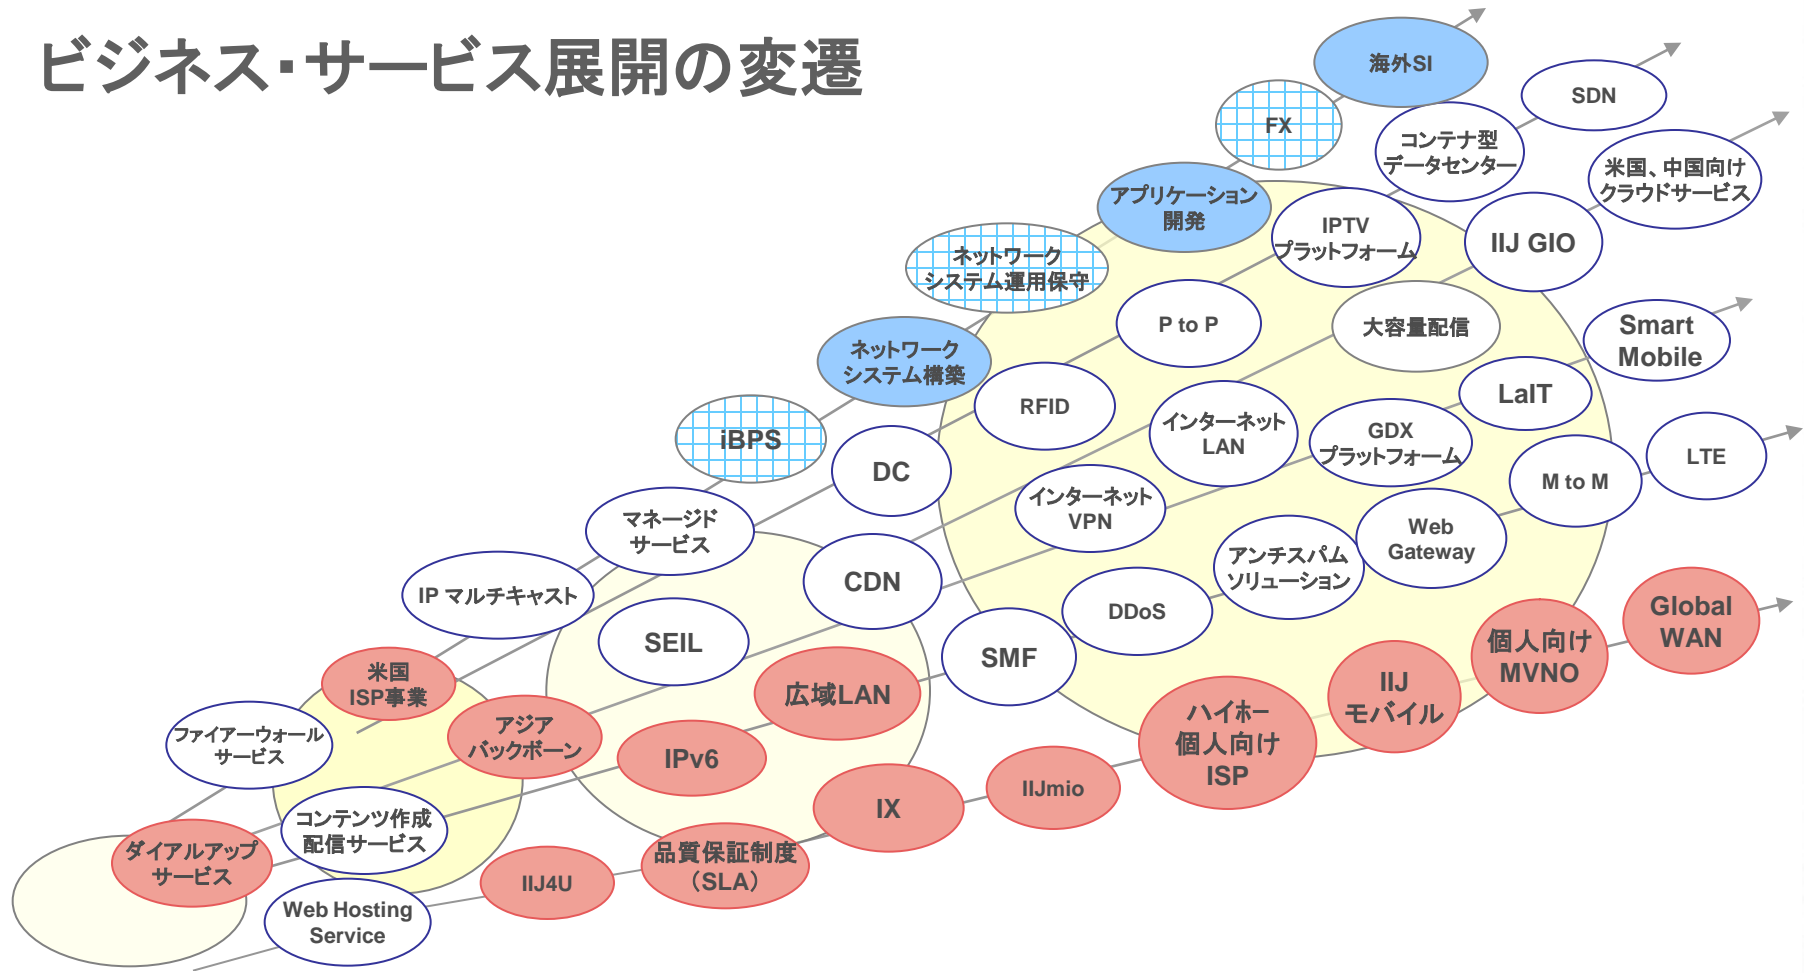 ビジネス・サービス展開の変遷
海外SI
SDN
FX
コンテナ型
データセンター
米国、中国向け
クラウドサービス
アプリケーション
開発
IPTV
プラットフォーム
IIJ GIO
ネットワーク
システム運用保守
P to P
大容量配信
Smart
Mobile
ネットワーク
システム構築
RFID
LaIT
インターネット
LAN
GDX
プラットフォーム
iBPS
DC
LTE
M to M
インターネット
VPN
Web
Gateway
マネージド
サービス
アンチスパム
ソリューション
IP マルチキャスト
CDN
DDoS
SEIL
SMF
Global
WAN
個人向け
MVNO
米国
ISP事業
広域LAN
IIJ
モバイル
ハイホー
個人向け
ISP
ファイアーウォール
サービス
アジア
バックボーン
IPv6
IIJmio
IX
コンテンツ作成
配信サービス
ダイアルアップ
サービス
品質保証制度
（SLA）
IIJ4U
Web Hosting
Service